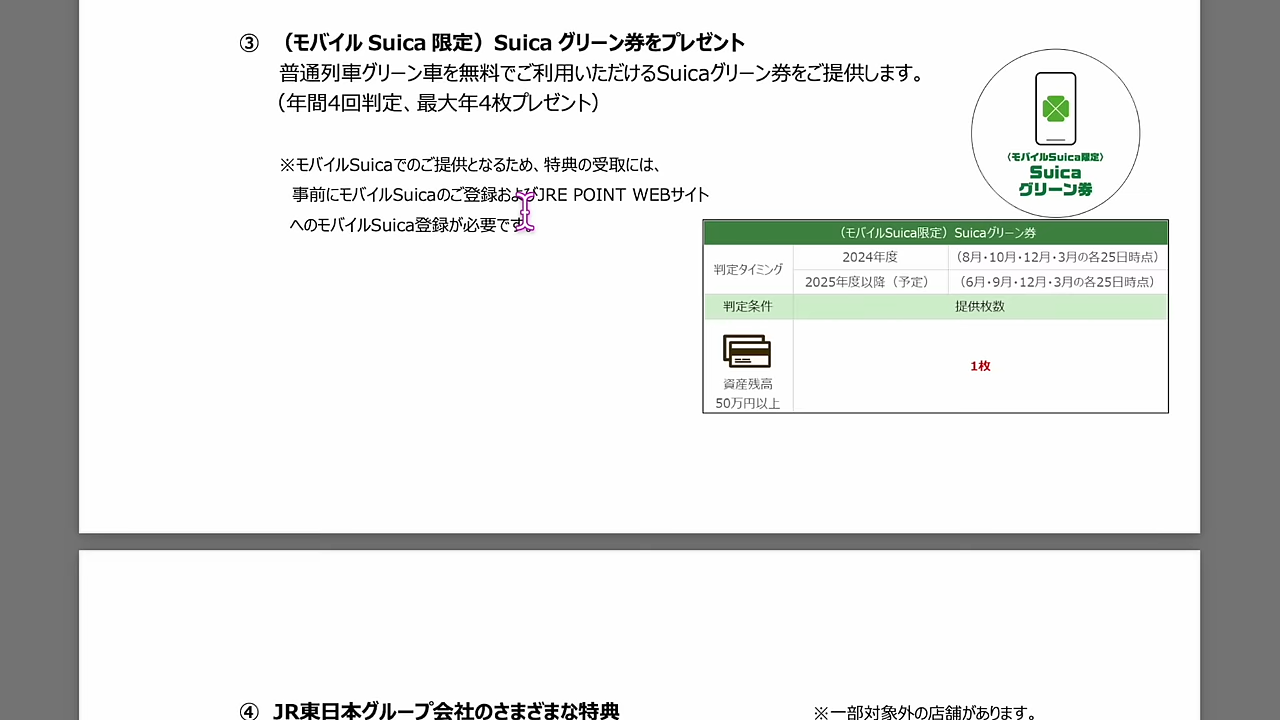 ③ （モバイル Suica 限定）Suica グリーン券をプレゼント
普通列車グリーン車を無料でご利用いただけるSuicaグリーン券をご提供します。
（年間4回判定、最大年4枚プレゼント）
※モバイルSuicaでのご提供となるため、特典の受取には、
事前にモバイルSuicaのご登録およびJRE POINT WEBサイト
へのモバイルSuica登録が必要です。
（モバイルSuica限定）
Suica
グリーン券
（モバイルSuica限定）Suicaグリーン券
判定タイミング
2024年度 （8月・10月・12月・3月の各25日時点）
2025年度以降（予定） （6月・9月・12月・3月の各25日時点）
判定条件 提供枚数
資産残高
50万円以上
1枚
④ JR東日本グループ会社のさまざまな特典 ※一部対象外の店舗があります。